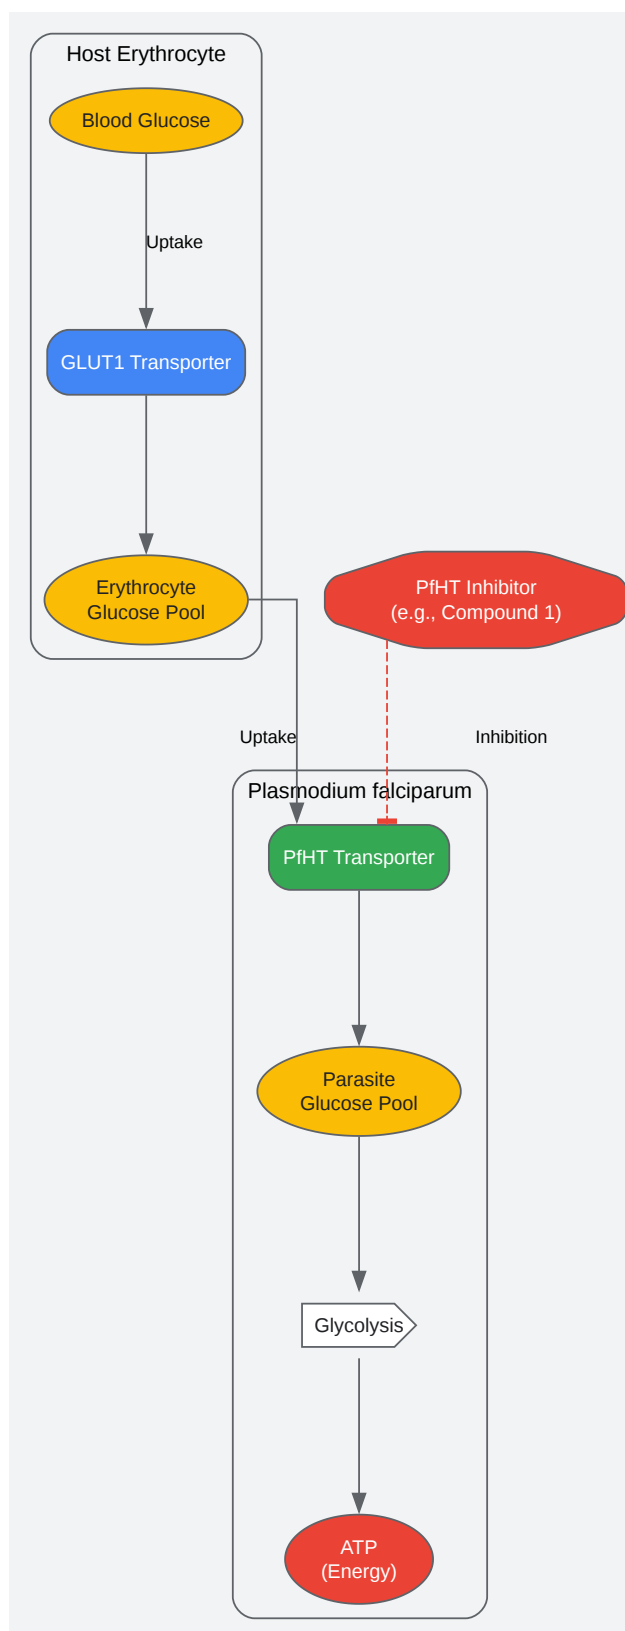 Host Erythrocyte
Blood Glucose
Uptake
GLUT1 Transporter
Erythrocyte
Glucose Pool
PfHT Inhibitor
(e.g., Compound 1)
Uptake
Inhibition
Plasmodium falciparum
PfHT Transporter
Parasite
Glucose Pool
Glycolysis
ATP
(Energy)